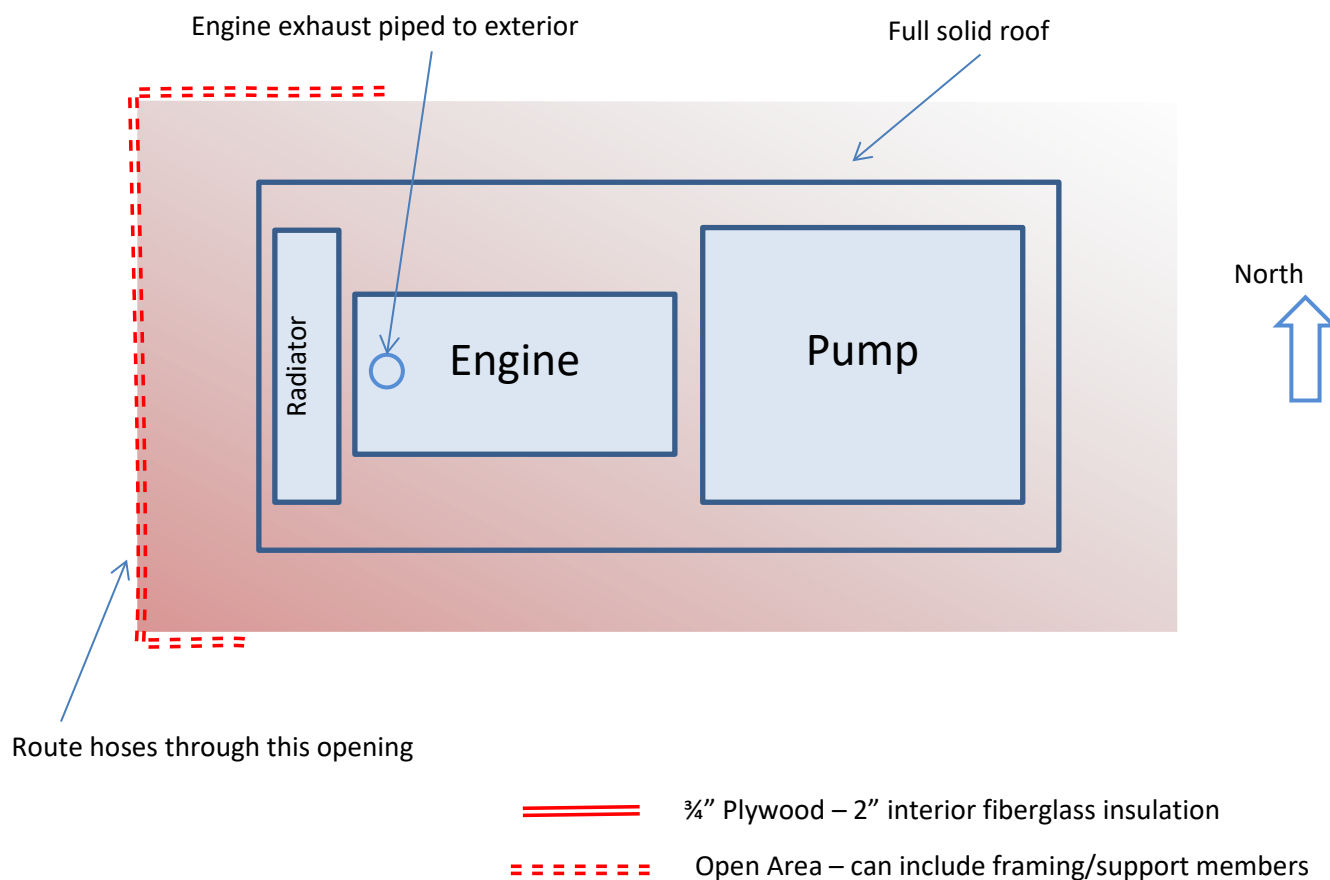 Engine exhaust piped to exterior
Full solid roof
North
Radiator
Engine
Pump
Route hoses through this opening
¾” Plywood – 2” interior fiberglass insulation
Open Area – can include framing/support members